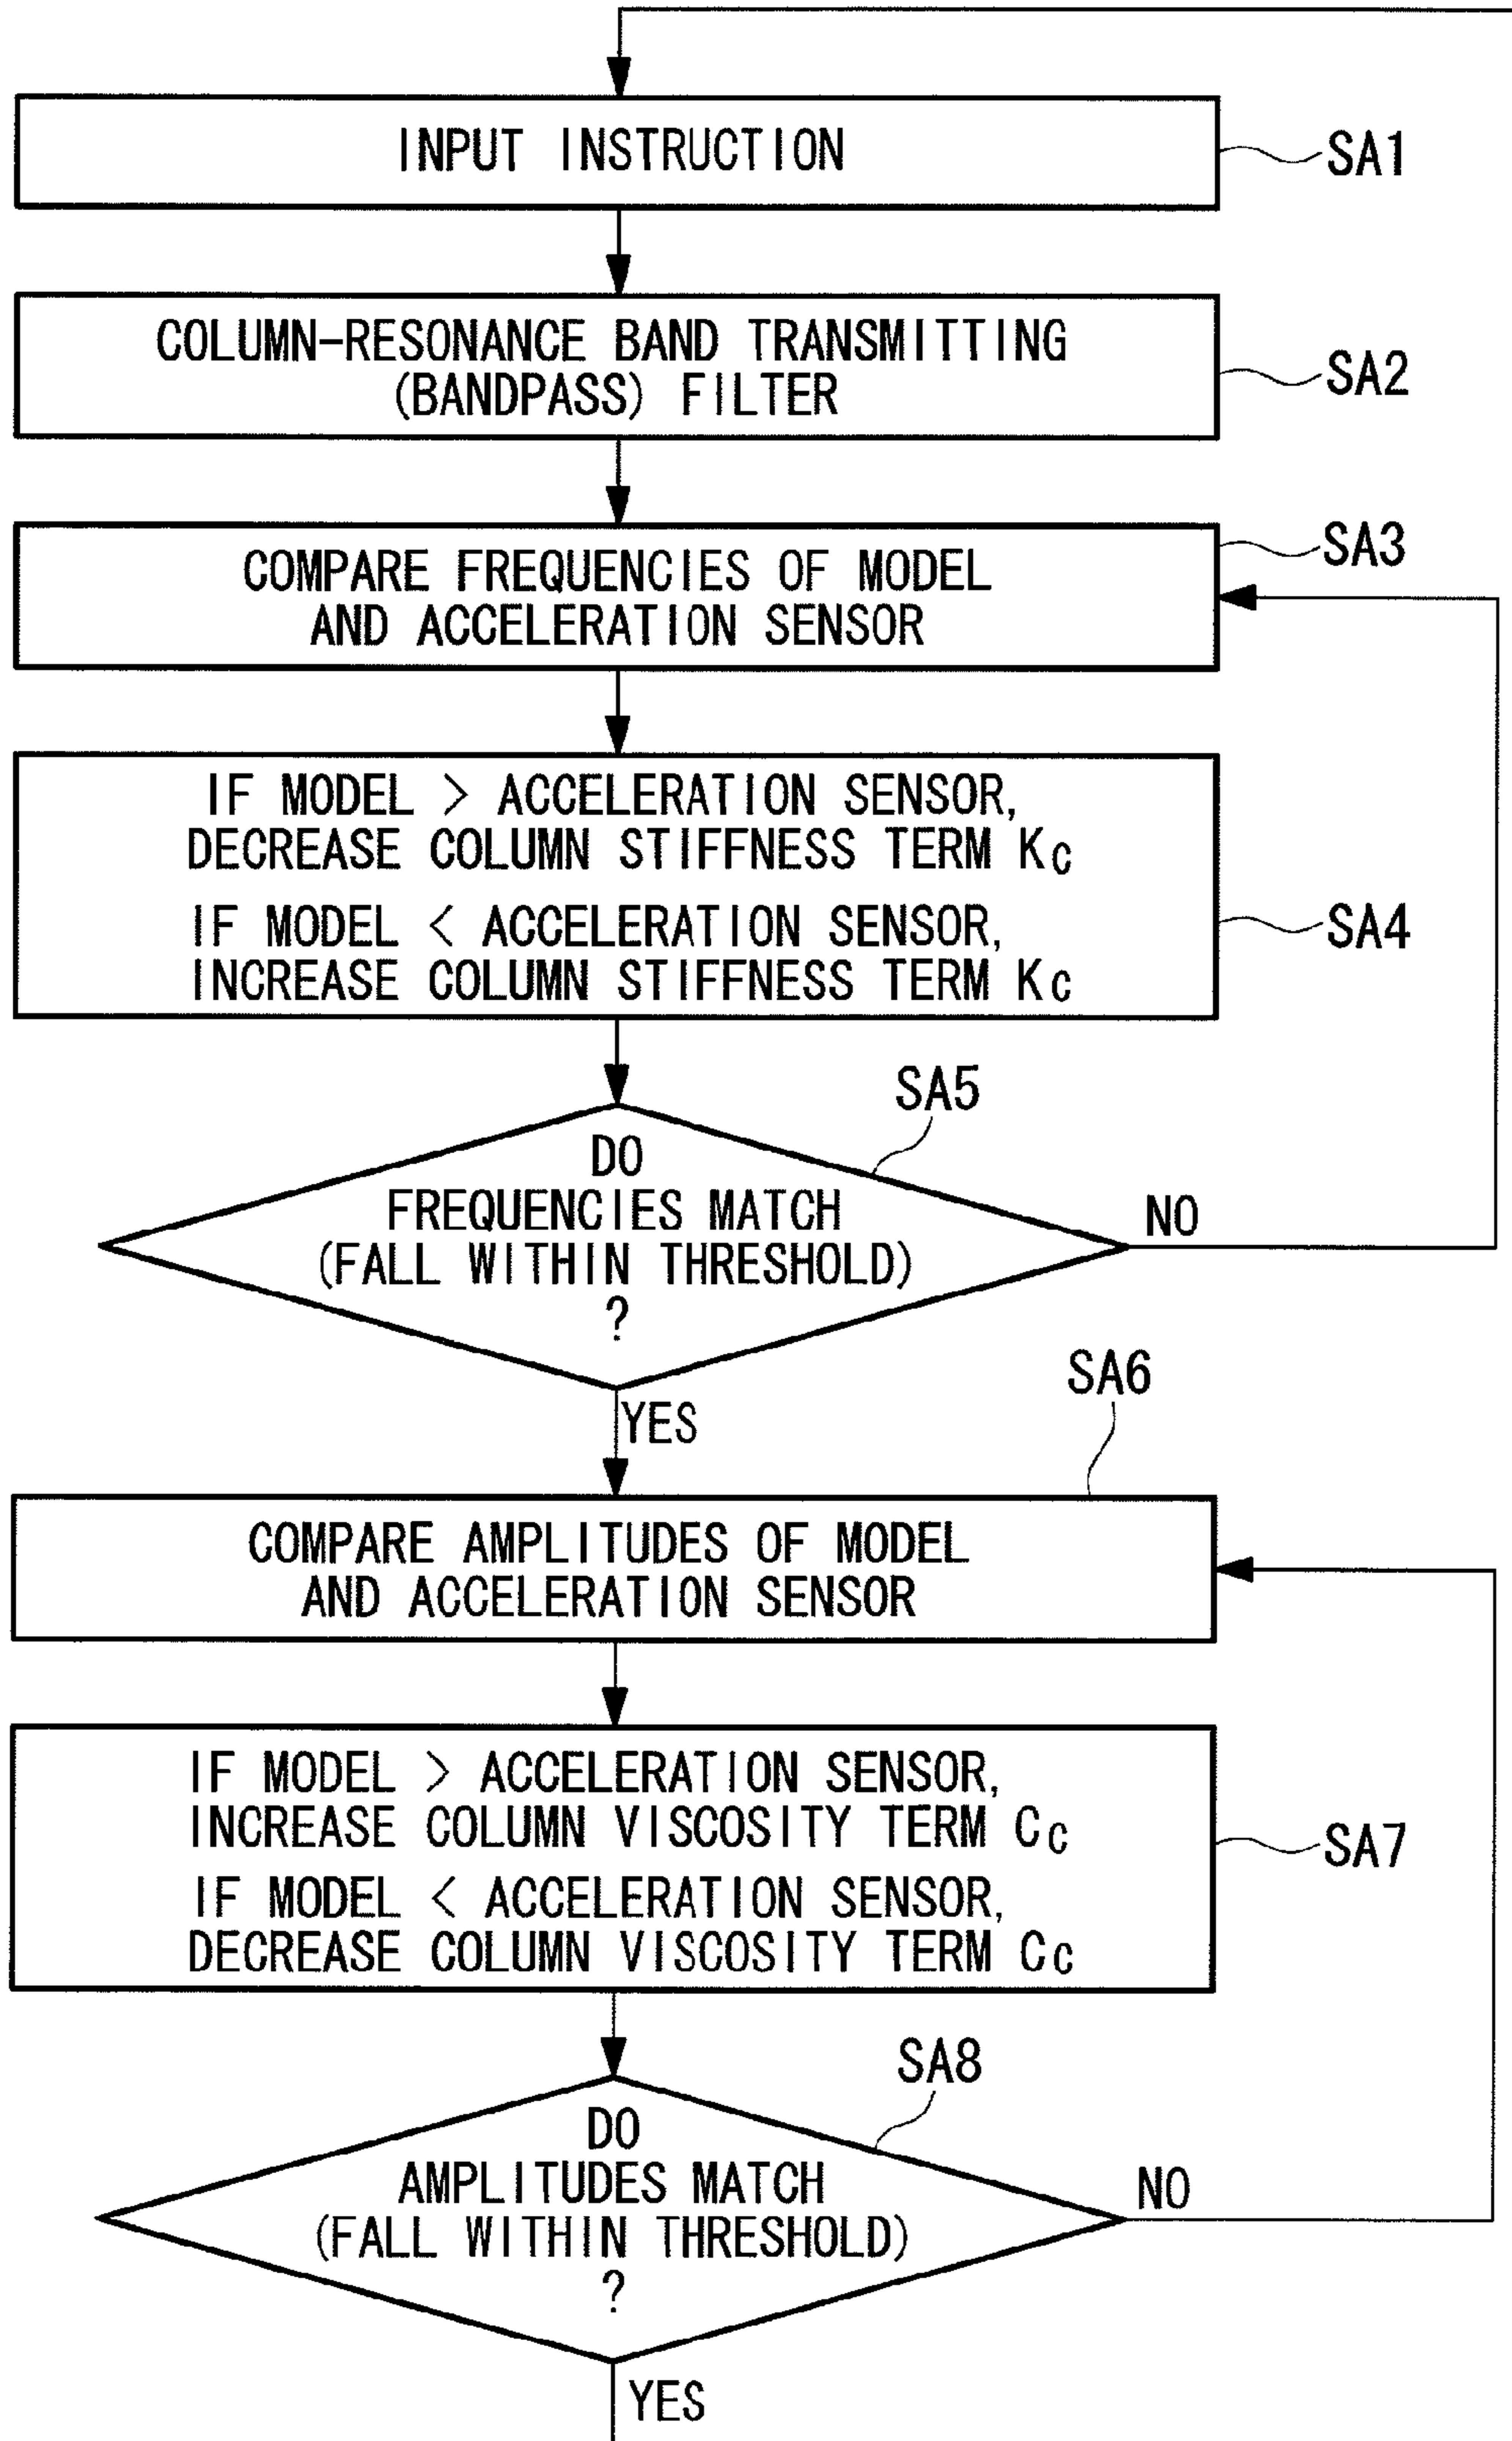 INPUT INSTRUCTION
SA1
COLUMN-RESONANCE BAND TRANSMITTING
(BANDPASS) FILTER
SA2
COMPARE FREQUENCIES OF MODEL
AND ACCELERATION SENSOR
SA3
IF MODEL > ACCELERATION SENSOR,
DECREASE COLUMN STIFFNESS TERM KC
IF MODEL < ACCELERATION SENSOR,
INCREASE COLUMN STIFFNESS TERM KC
SA4
SA5
DO
FREQUENCIES MATCH
(FALL WITHIN THRESHOLD)
?
NO
YES
SA6
COMPARE AMPLITUDES OF MODEL
AND ACCELERATION SENSOR
IF MODEL > ACCELERATION SENSOR,
INCREASE COLUMN VISCOSITY TERM CC
IF MODEL < ACCELERATION SENSOR,
DECREASE COLUMN VISCOSITY TERM CC
SA7
SA8
DO
AMPLITUDES MATCH
(FALL WITHIN THRESHOLD)
?
NO
YES